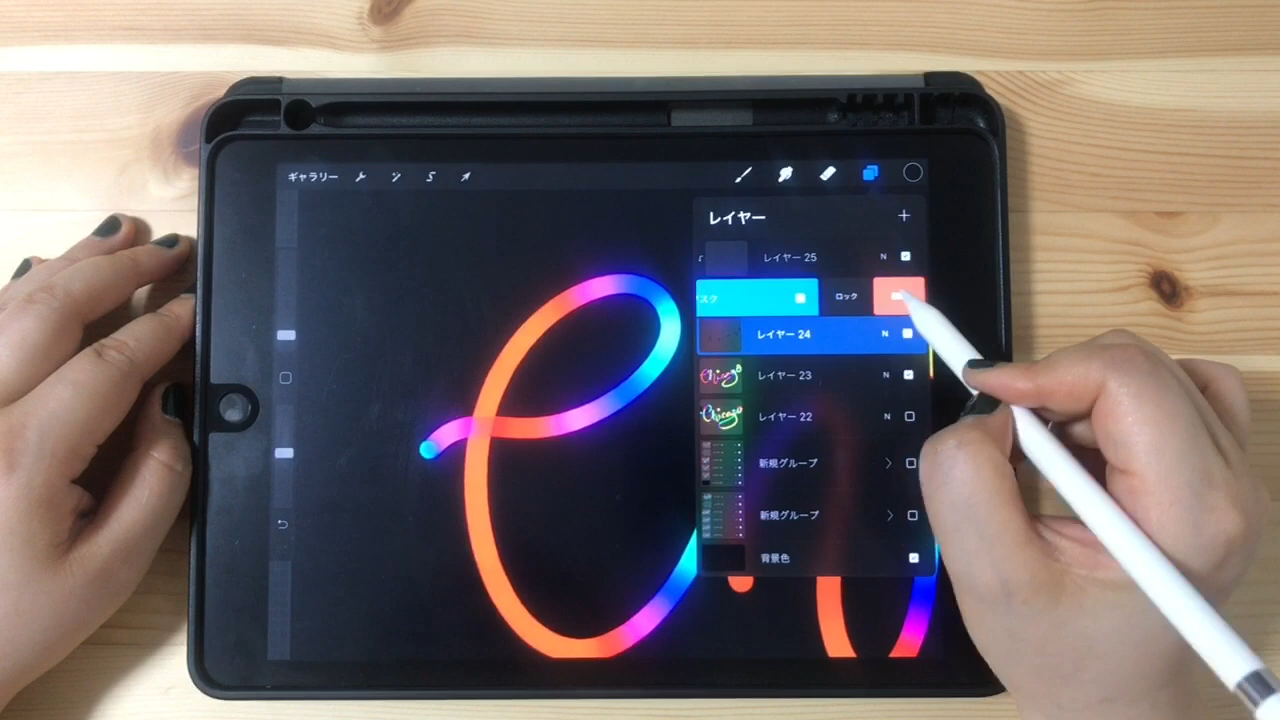 ギャラリー
レイヤー
レイヤー 25 N
スク ロック
レイヤー 24 N
レイヤー 23 N
Chicago
レイヤー 22 N
Chicago
新規グループ
新規グループ
背景色